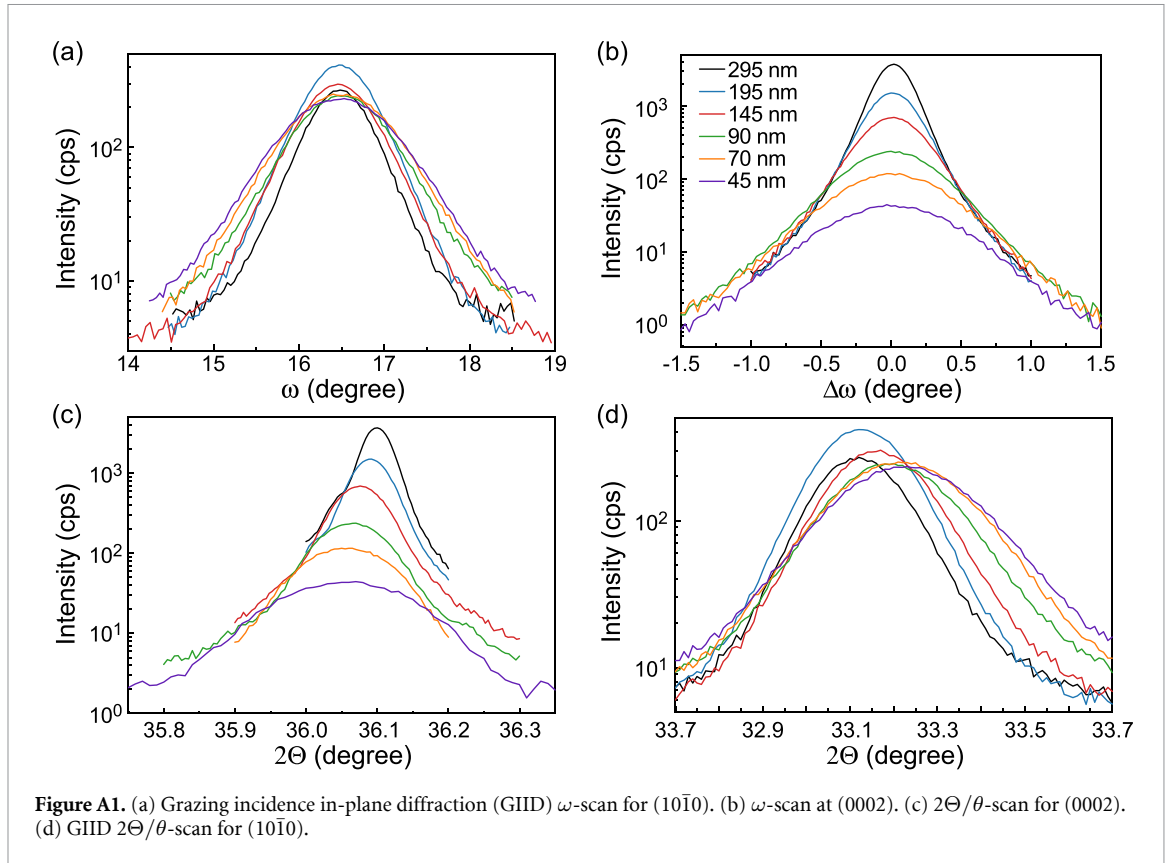 (a)
Intensity (cps)
10²
10¹
14 15 16 17 18 19
ω (degree)
(b)
295 nm
195 nm
145 nm
90 nm
70 nm
45 nm
Intensity (cps)
10³
10²
10¹
10⁰
-1.5 -1.0 -0.5 0.0 0.5 1.0 1.5
Δω (degree)
(c)
Intensity (cps)
10³
10²
10¹
10⁰
35.8 35.9 36.0 36.1 36.2 36.3
2Θ (degree)
(d)
Intensity (cps)
10²
10¹
33.7 32.9 33.0 33.1 33.3 33.4 33.5 33.7
2Θ (degree)
Figure A1. (a) Grazing incidence in-plane diffraction (GIID) ω-scan for (101̄0). (b) ω-scan at (0002). (c) 2Θ/θ-scan for (0002).
(d) GIID 2Θ/θ-scan for (101̄0).